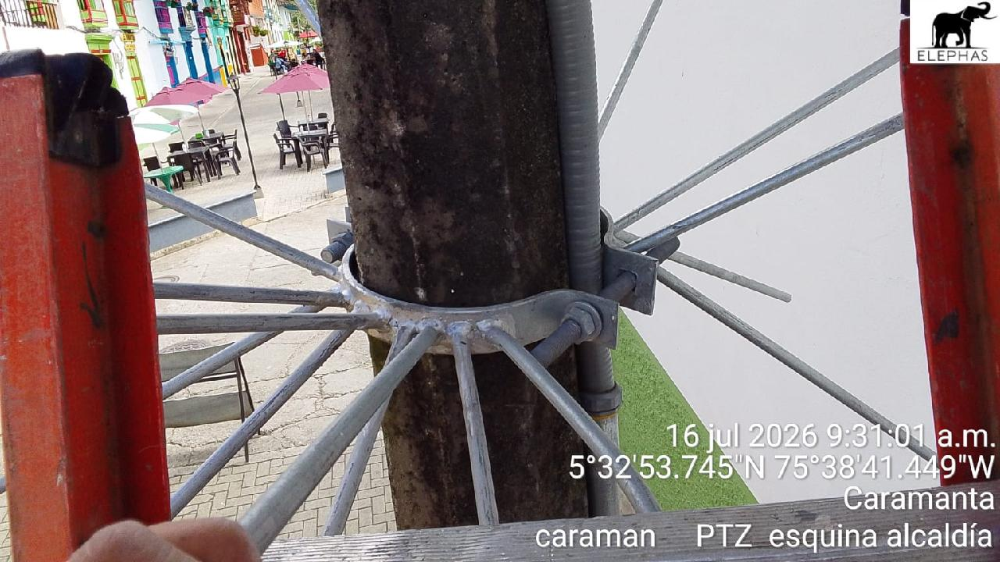 ELEPHAS
16 jul 2026 9:31:01 a.m.
5°32'53.745"N 75°38'41.449"W
Caramanta
caraman PTZ esquina alcaldía